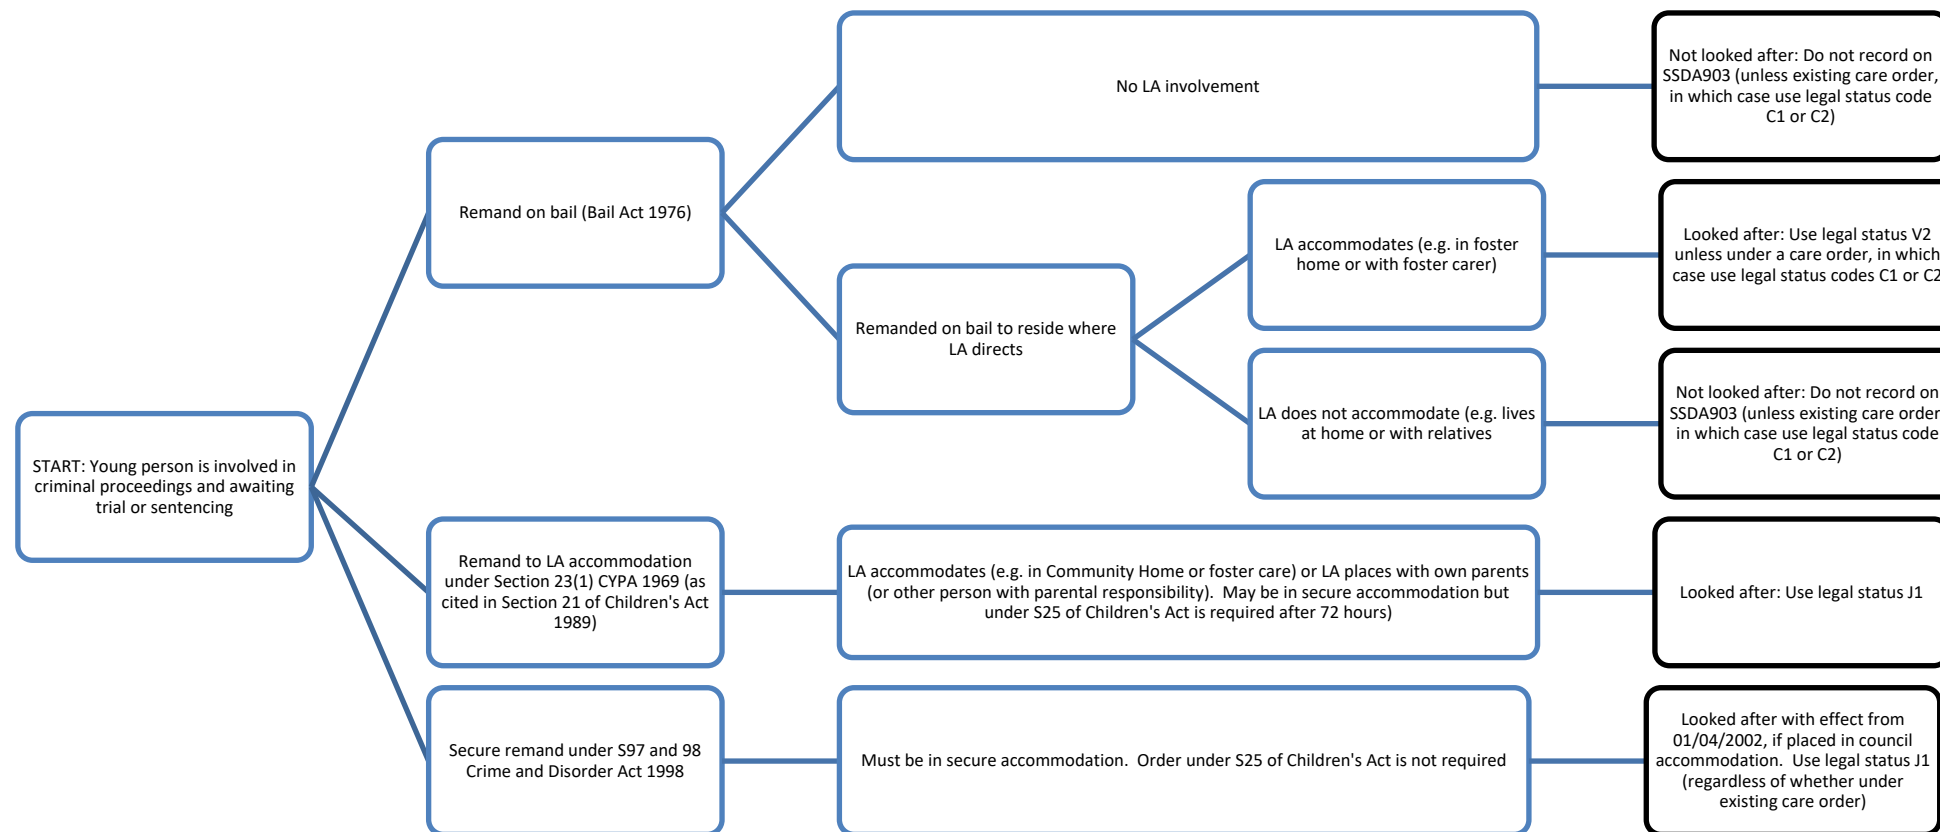 No LA involvement
Not looked after: Do not record on
SSDA903 (unless existing care order,
in which case use legal status code
C1 or C2)
Remand on bail (Bail Act 1976)
LA accommodates (e.g. in foster
home or with foster carer)
Looked after: Use legal status V2
unless under a care order, in which
case use legal status codes C1 or C2
Remanded on bail to reside where
LA directs
LA does not accommodate (e.g. lives
at home or with relatives
Not looked after: Do not record on
SSDA903 (unless existing care order
in which case use legal status code
C1 or C2)
START: Young person is involved in
criminal proceedings and awaiting
trial or sentencing
Remand to LA accommodation
under Section 23(1) CYPA 1969 (as
cited in Section 21 of Children's Act
1989)
LA accommodates (e.g. in Community Home or foster care) or LA places with own parents
(or other person with parental responsibility).  May be in secure accommodation but
under S25 of Children's Act is required after 72 hours)
Looked after: Use legal status J1
Secure remand under S97 and 98
Crime and Disorder Act 1998
Must be in secure accommodation.  Order under S25 of Children's Act is not required
Looked after with effect from
01/04/2002, if placed in council
accommodation.  Use legal status J1
(regardless of whether under
existing care order)